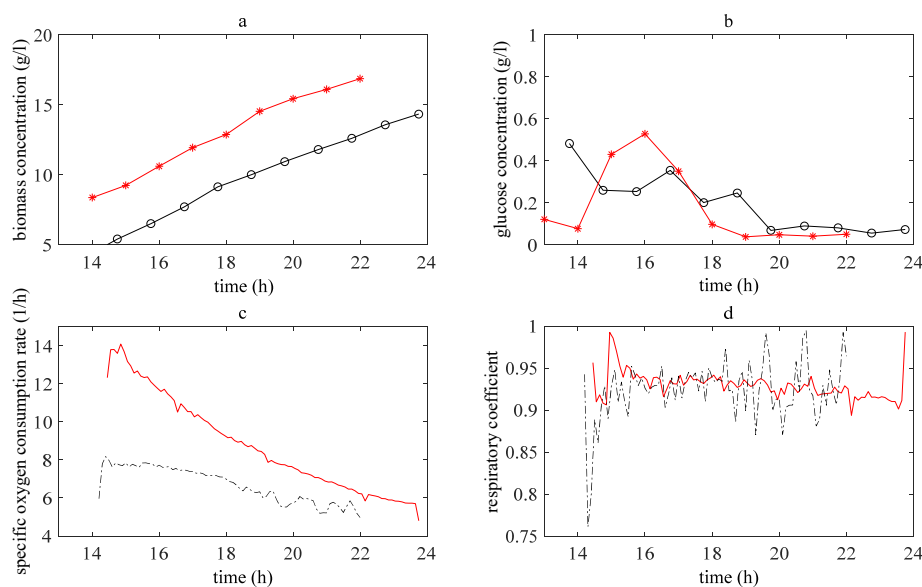 a
biomass concentration (g/l)
20
15
10
5
14 16 18 20 22 24
time (h)
b
glucose concentration (g/l)
1
0.8
0.6
0.4
0.2
0
14 16 18 20 22 24
time (h)
c
specific oxygen consumption rate (1/h)
14
12
10
8
6
4
14 16 18 20 22 24
time (h)
d
respiratory coefficient
1
0.95
0.9
0.85
0.8
0.75
14 16 18 20 22 24
time (h)